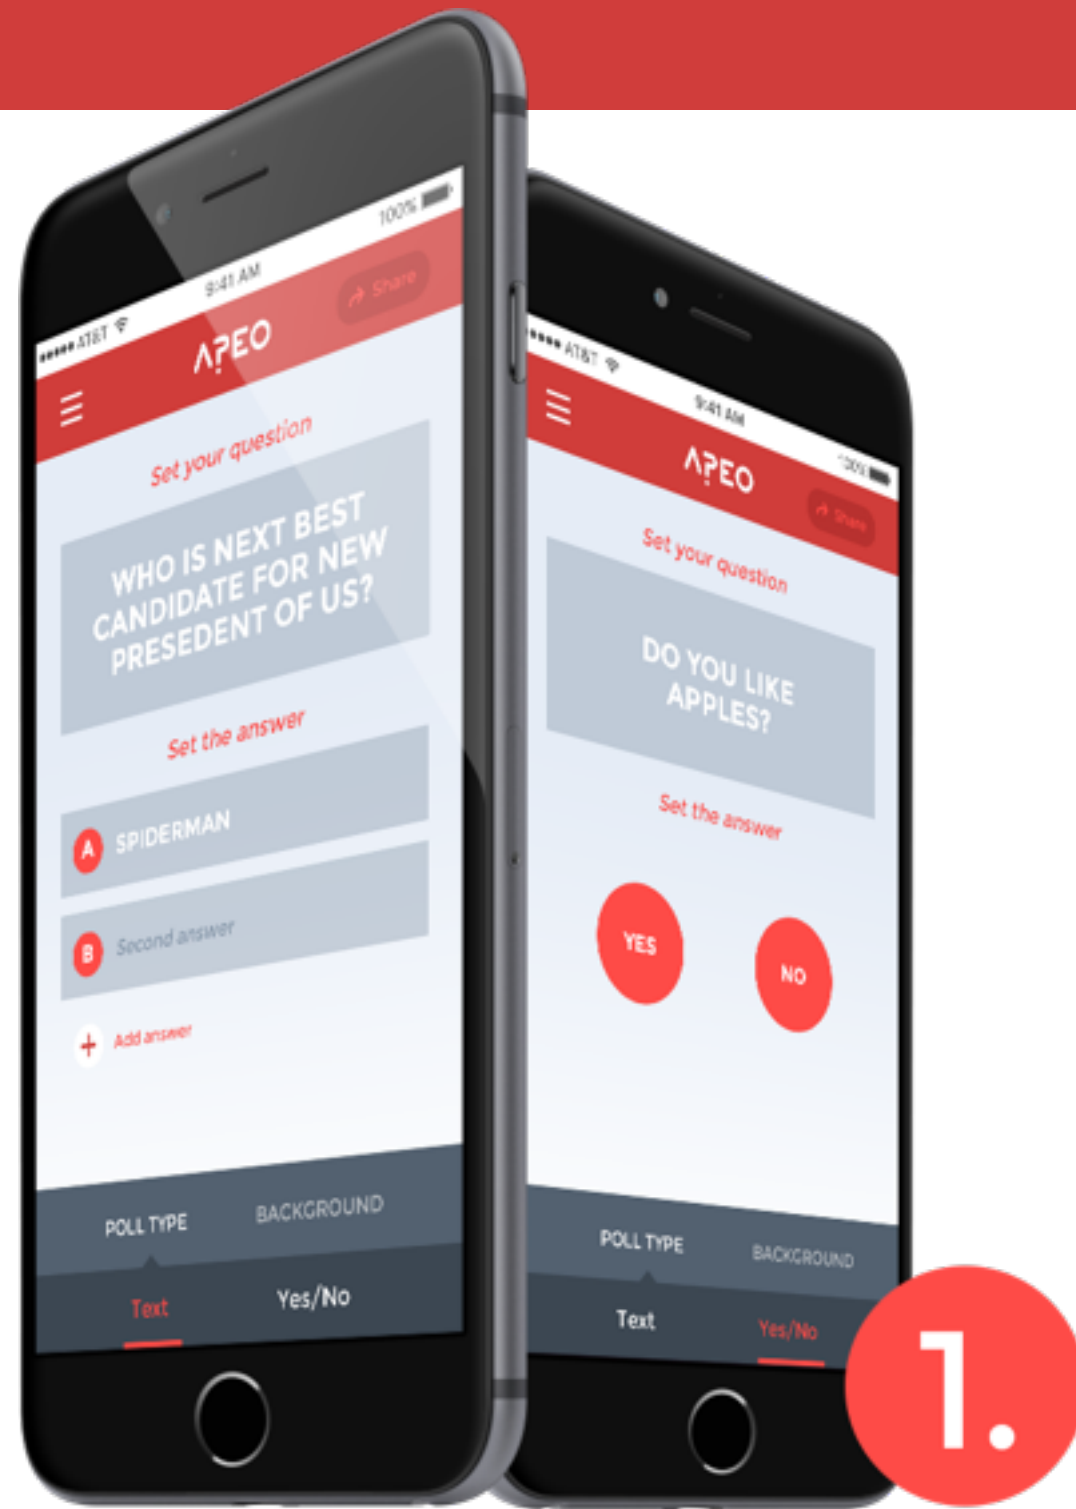 AT&T
9:41 AM
100%
APEO
Share
Set your question
WHO IS NEXT BEST
CANDIDATE FOR NEW
PRESEDENT OF US?
Set the answer
A SPIDERMAN
B Second answer
+ Add answer
POLL TYPE BACKGROUND
Text Yes/No
AT&T
9:41 AM
100%
APEO
Share
Set your question
DO YOU LIKE
APPLES?
Set the answer
YES NO
POLL TYPE BACKGROUND
Text Yes/No
1.